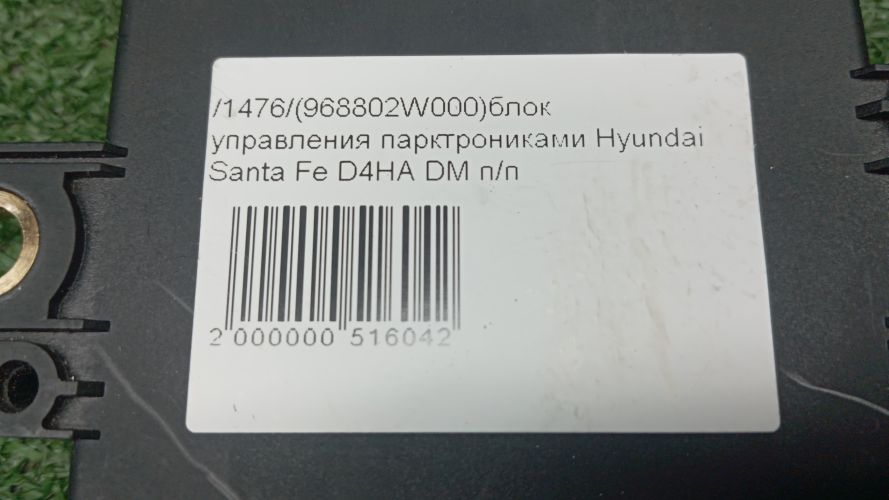 /1476/(968802W000)блок
управления парктрониками Hyundai
Santa Fe D4HA DM п/п
2 000000 516042